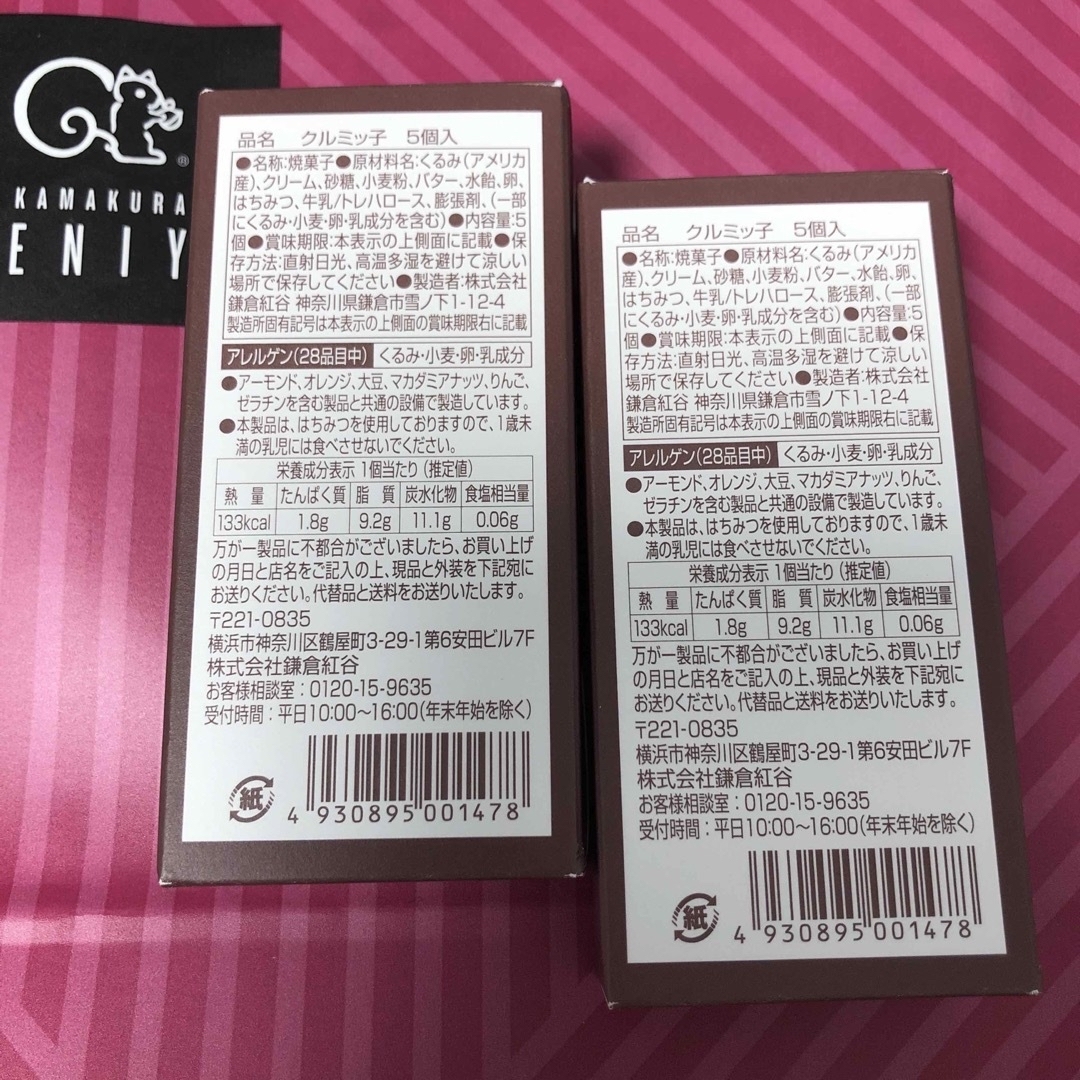 ®
KAMAKURA
ENIY
品名 クルミッ子 5個入
●名称:焼菓子●原材料名:くるみ(アメリカ
産)、クリーム、砂糖、小麦粉、バター、水飴、卵、
はちみつ、牛乳/トレハロース、膨張剤、(一部
にくるみ・小麦・卵・乳成分を含む)●内容量:5
個●賞味期限:本表示の上側面に記載●保
存方法:直射日光、高温多湿を避けて涼しい
場所で保存してください●製造者:株式会社
鎌倉紅谷 神奈川県鎌倉市雪ノ下1-12-4
製造所固有記号は本表示の上側面の賞味期限右に記載
アレルゲン(28品目中) くるみ・小麦・卵・乳成分
●アーモンド、オレンジ、大豆、マカダミアナッツ、りんご、
ゼラチンを含む製品と共通の設備で製造しています。
●本製品は、はちみつを使用しておりますので、1歳未
満の乳児には食べさせないでください。
栄養成分表示 1個当たり (推定値)
熱 量 たんぱく質 脂 質 炭水化物 食塩相当量
133kcal 1.8g 9.2g 11.1g 0.06g
万が一製品に不都合がございましたら、お買い上げ
の月日と店名をご記入の上、現品と外装を下記宛に
お送りください。代替品と送料をお送りいたします。
〒221-0835
横浜市神奈川区鶴屋町3-29-1第6安田ビル7F
株式会社鎌倉紅谷
お客様相談室:0120-15-9635
受付時間:平日10:00〜16:00(年末年始を除く)
紙
4 930895 001478
品名 クルミッ子 5個入
●名称:焼菓子●原材料名:くるみ(アメリカ
産)、クリーム、砂糖、小麦粉、バター、水飴、卵、
はちみつ、牛乳/トレハロース、膨張剤、(一部
にくるみ・小麦・卵・乳成分を含む)●内容量:5
個●賞味期限:本表示の上側面に記載●保
存方法:直射日光、高温多湿を避けて涼しい
場所で保存してください●製造者:株式会社
鎌倉紅谷 神奈川県鎌倉市雪ノ下1-12-4
製造所固有記号は本表示の上側面の賞味期限右に記載
アレルゲン(28品目中) くるみ・小麦・卵・乳成分
●アーモンド、オレンジ、大豆、マカダミアナッツ、りんご、
ゼラチンを含む製品と共通の設備で製造しています。
●本製品は、はちみつを使用しておりますので、1歳未
満の乳児には食べさせないでください。
栄養成分表示 1個当たり (推定値)
熱 量 たんぱく質 脂 質 炭水化物 食塩相当量
133kcal 1.8g 9.2g 11.1g 0.06g
万が一製品に不都合がございましたら、お買い上げ
の月日と店名をご記入の上、現品と外装を下記宛に
お送りください。代替品と送料をお送りいたします。
〒221-0835
横浜市神奈川区鶴屋町3-29-1第6安田ビル7F
株式会社鎌倉紅谷
お客様相談室:0120-15-9635
受付時間:平日10:00〜16:00(年末年始を除く)
紙
4 930895 001478